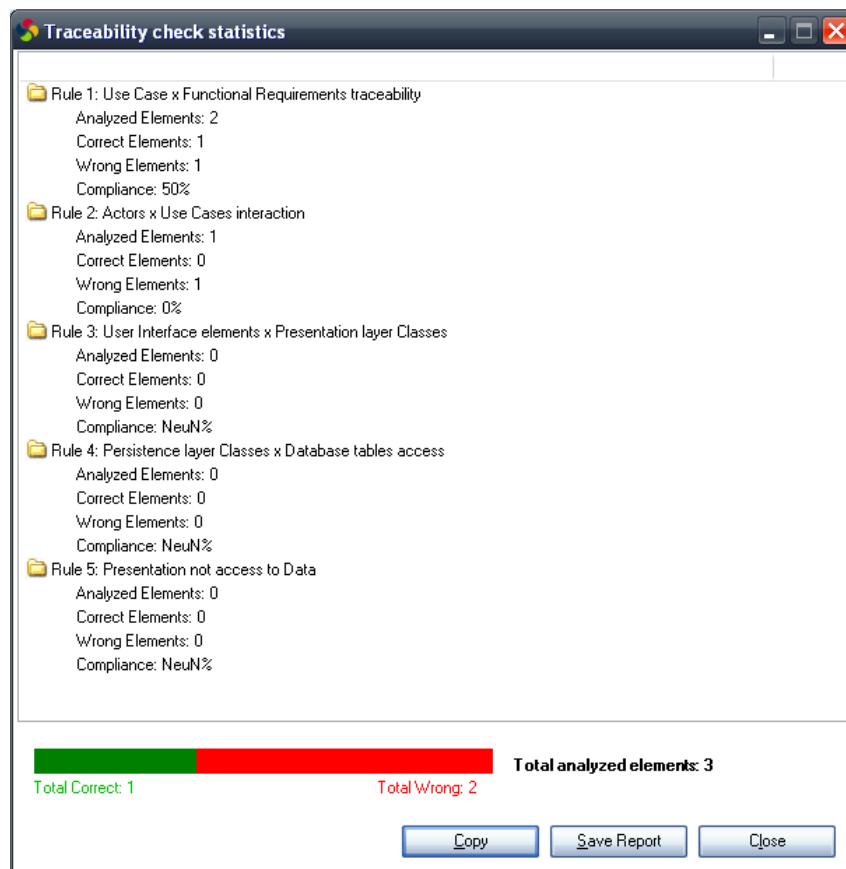 Traceability check statistics
Rule 1: Use Case x Functional Requirements traceability
Analyzed Elements: 2
Correct Elements: 1
Wrong Elements: 1
Compliance: 50%
Rule 2: Actors x Use Cases interaction
Analyzed Elements: 1
Correct Elements: 0
Wrong Elements: 1
Compliance: 0%
Rule 3: User Interface elements x Presentation layer Classes
Analyzed Elements: 0
Correct Elements: 0
Wrong Elements: 0
Compliance: NeuN%
Rule 4: Persistence layer Classes x Database tables access
Analyzed Elements: 0
Correct Elements: 0
Wrong Elements: 0
Compliance: NeuN%
Rule 5: Presentation not access to Data
Analyzed Elements: 0
Correct Elements: 0
Wrong Elements: 0
Compliance: NeuN%
Total analyzed elements: 3
Total Correct: 1 Total Wrong: 2
Copy Save Report Close